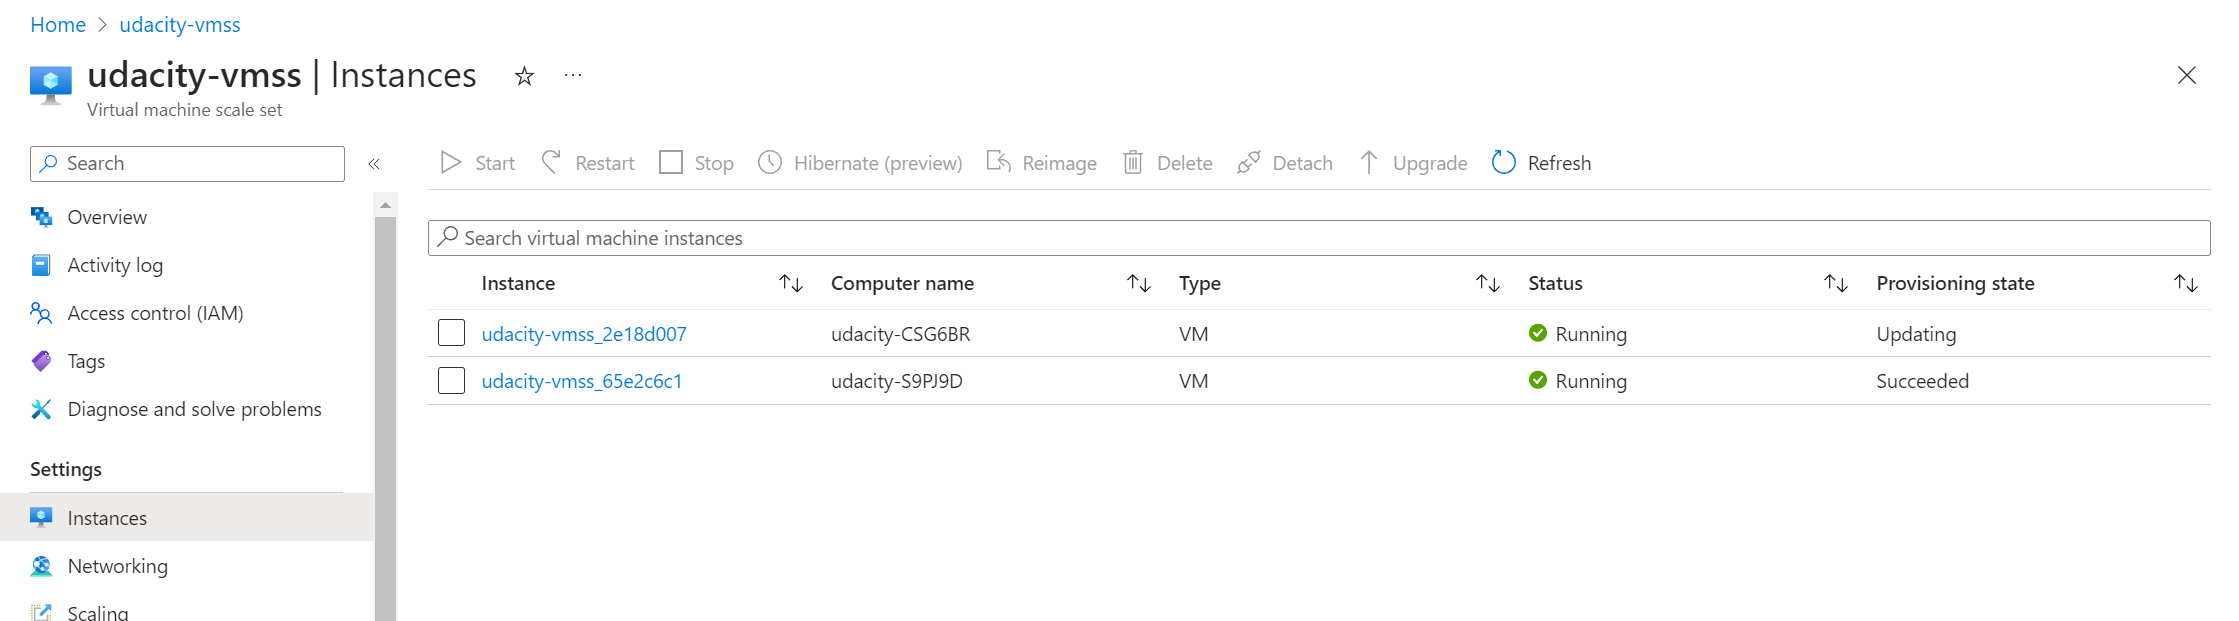 Home > udacity-vmss
udacity-vmss | Instances
Virtual machine scale set
Search
Overview
Activity log
Access control (IAM)
Tags
Diagnose and solve problems
Settings
Instances
Networking
Scaling
Start Restart Stop Hibernate (preview) Reimage Delete Detach Upgrade Refresh
Search virtual machine instances
Instance Computer name Type Status Provisioning state
udacity-vmss_2e18d007 udacity-CSG6BR VM Running Updating
udacity-vmss_65e2c6c1 udacity-S9PJ9D VM Running Succeeded